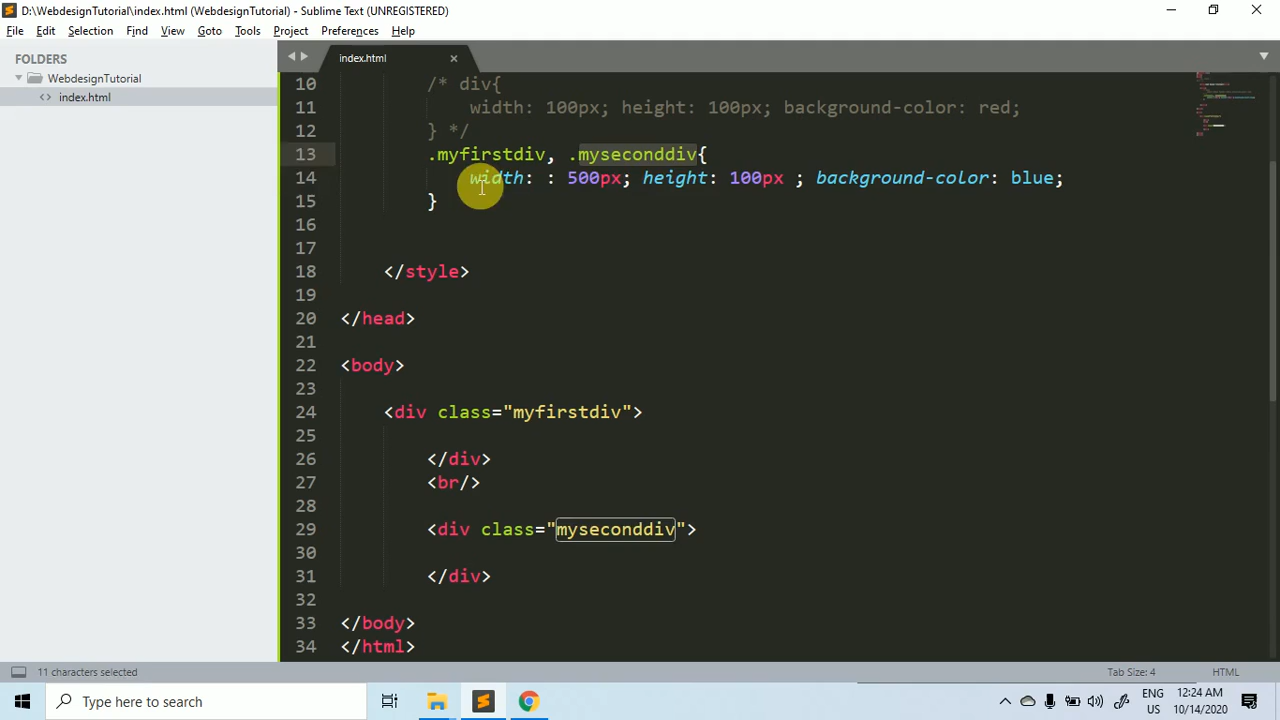 D:\WebdesignTutorial\index.html (WebdesignTutorial) - Sublime Text (UNREGISTERED)
File Edit Selection Find View Goto Tools Project Preferences Help
FOLDERS
WebdesignTutorial
<> index.html
index.html
10 /* div{
11 width: 100px; height: 100px; background-color: red;
12 } */
13 .myfirstdiv, .myseconddiv{
14 width: : 500px; height: 100px ; background-color: blue;
15 }
16
17
18 </style>
19
20 </head>
21
22 <body>
23
24 <div class="myfirstdiv">
25
26 </div>
27 <br/>
28
29 <div class="myseconddiv">
30
31 </div>
32
33 </body>
34 </html>
11 characters selected
Tab Size: 4
HTML
Type here to search
ENG
US
12:24 AM
10/14/2020